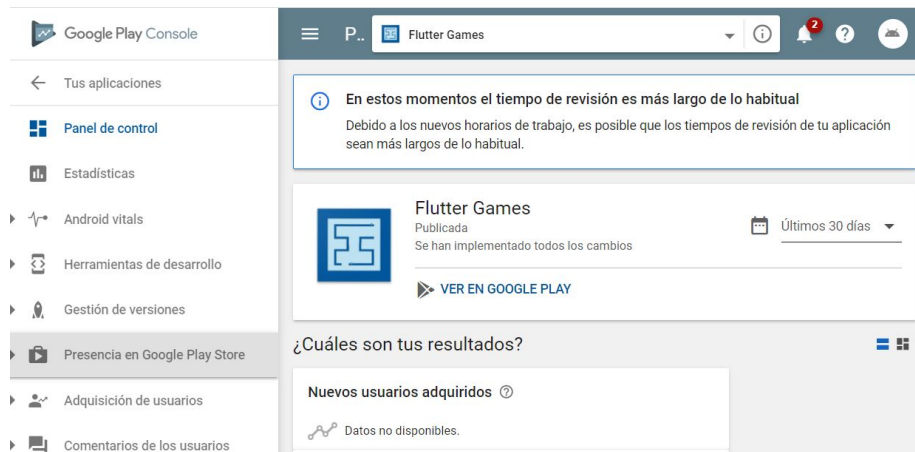 Google Play Console
Tus aplicaciones
Panel de control
Estadísticas
Android vitals
Herramientas de desarrollo
Gestión de versiones
Presencia en Google Play Store
Adquisición de usuarios
Comentarios de los usuarios
P..
Flutter Games
2
En estos momentos el tiempo de revisión es más largo de lo habitual
Debido a los nuevos horarios de trabajo, es posible que los tiempos de revisión de tu aplicación
sean más largos de lo habitual.
Flutter Games
Publicada
Se han implementado todos los cambios
Últimos 30 días
VER EN GOOGLE PLAY
¿Cuáles son tus resultados?
Nuevos usuarios adquiridos
Datos no disponibles.